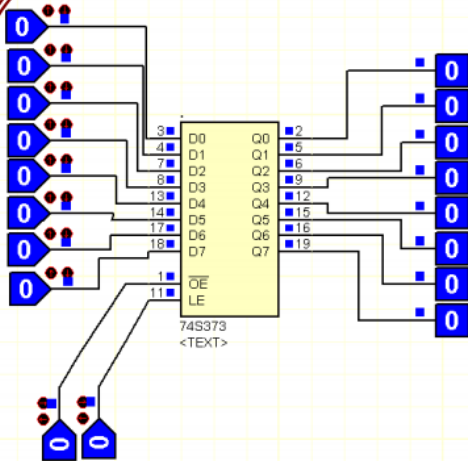 0 0
0 3 D0 Q0 2 0
0 4 D1 Q1 5 0
0 7 D2 Q2 6 0
0 8 D3 Q3 9 0
0 13 D4 Q4 12 0
0 14 D5 Q5 15 0
0 17 D6 Q6 16 0
18 D7 Q7 19
1 OE
11 LE
74S373
<TEXT>
0 0